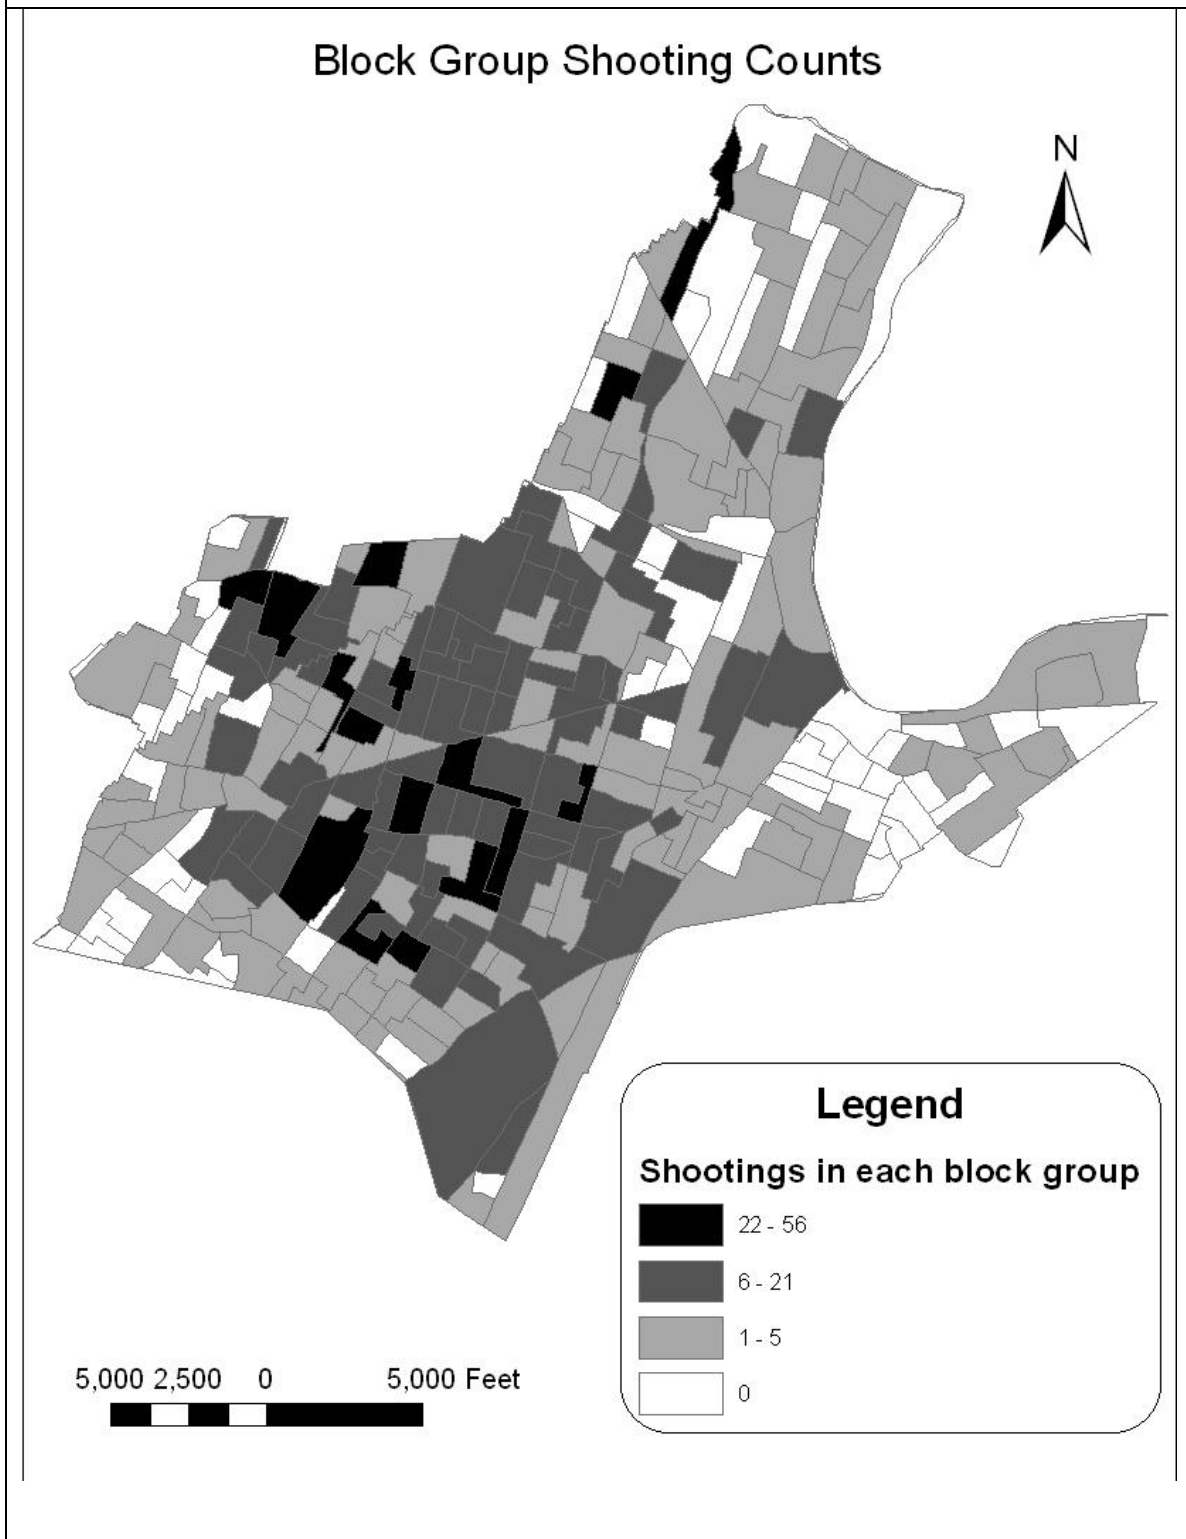 Block Group Shooting Counts
N
Legend
Shootings in each block group
22 - 56
6 - 21
1 - 5
0
5,000 2,500 0 5,000 Feet